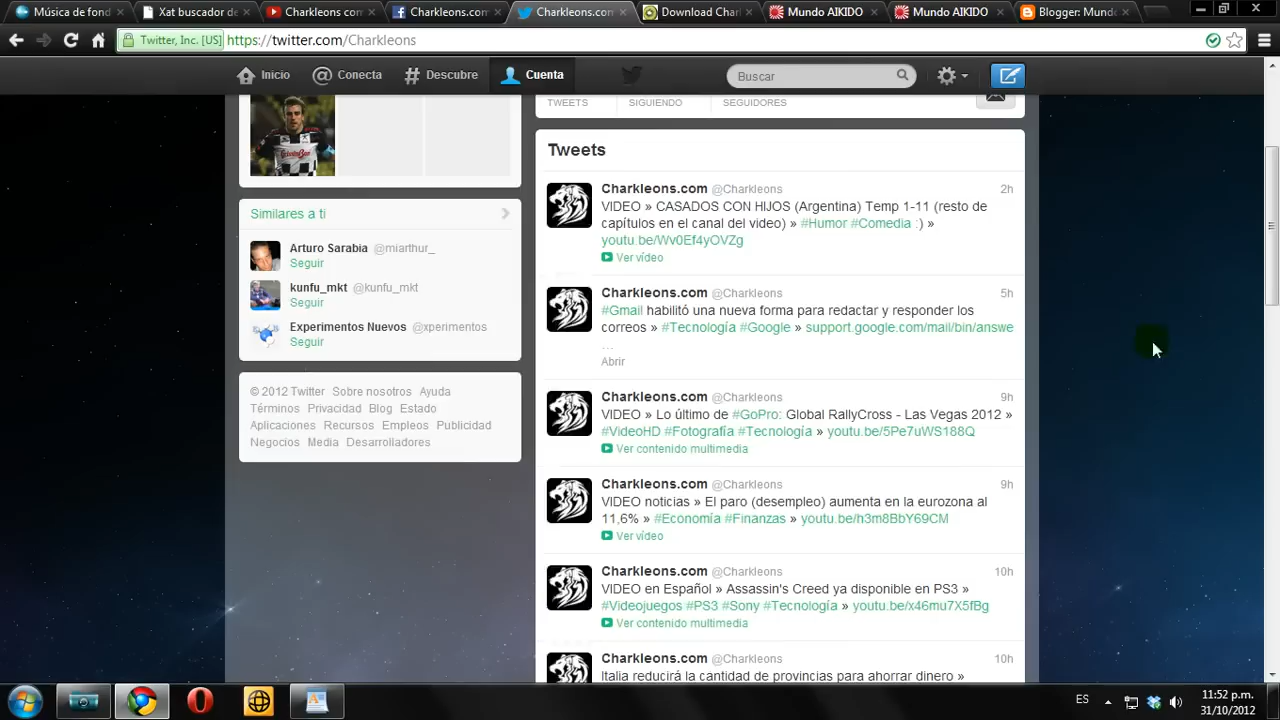 Música de fond
Xat buscador de
Charkleons com
Charkleons.com
Charkleons.com
Download Chark
Mundo AIKIDO
Mundo AIKIDO
Blogger: Mund
Twitter, Inc. [US] https://twitter.com/Charkleons
Inicio
@ Conecta
# Descubre
Cuenta
Buscar
TWEETS
SIGUIENDO
SEGUIDORES
Similares a ti
Arturo Sarabia @miarthur_
Seguir
kunfu_mkt @kunfu_mkt
Seguir
Experimentos Nuevos @xperimentos
Seguir
© 2012 Twitter Sobre nosotros Ayuda
Términos Privacidad Blog Estado
Aplicaciones Recursos Empleos Publicidad
Negocios Media Desarrolladores
Tweets
Charkleons.com @Charkleons 2h
VIDEO » CASADOS CON HIJOS (Argentina) Temp 1-11 (resto de
capítulos en el canal del video) » #Humor #Comedia :) »
youtu.be/Wv0Ef4yOVZg
Ver vídeo
Charkleons.com @Charkleons 5h
#Gmail habilitó una nueva forma para redactar y responder los
correos » #Tecnología #Google » support.google.com/mail/bin/answe
…
Abrir
Charkleons.com @Charkleons 9h
VIDEO » Lo último de #GoPro: Global RallyCross - Las Vegas 2012 »
#VideoHD #Fotografía #Tecnología » youtu.be/5Pe7uWS188Q
Ver contenido multimedia
Charkleons.com @Charkleons 9h
VIDEO noticias » El paro (desempleo) aumenta en la eurozona al
11,6% » #Economía #Finanzas » youtu.be/h3m8BbY69CM
Ver vídeo
Charkleons.com @Charkleons 10h
VIDEO en Español » Assassin's Creed ya disponible en PS3 »
#Videojuegos #PS3 #Sony #Tecnología » youtu.be/x46mu7X5fBg
Ver contenido multimedia
Charkleons.com @Charkleons 10h
Italia reducirá la cantidad de provincias para ahorrar dinero »
ES
11:52 p.m.
31/10/2012